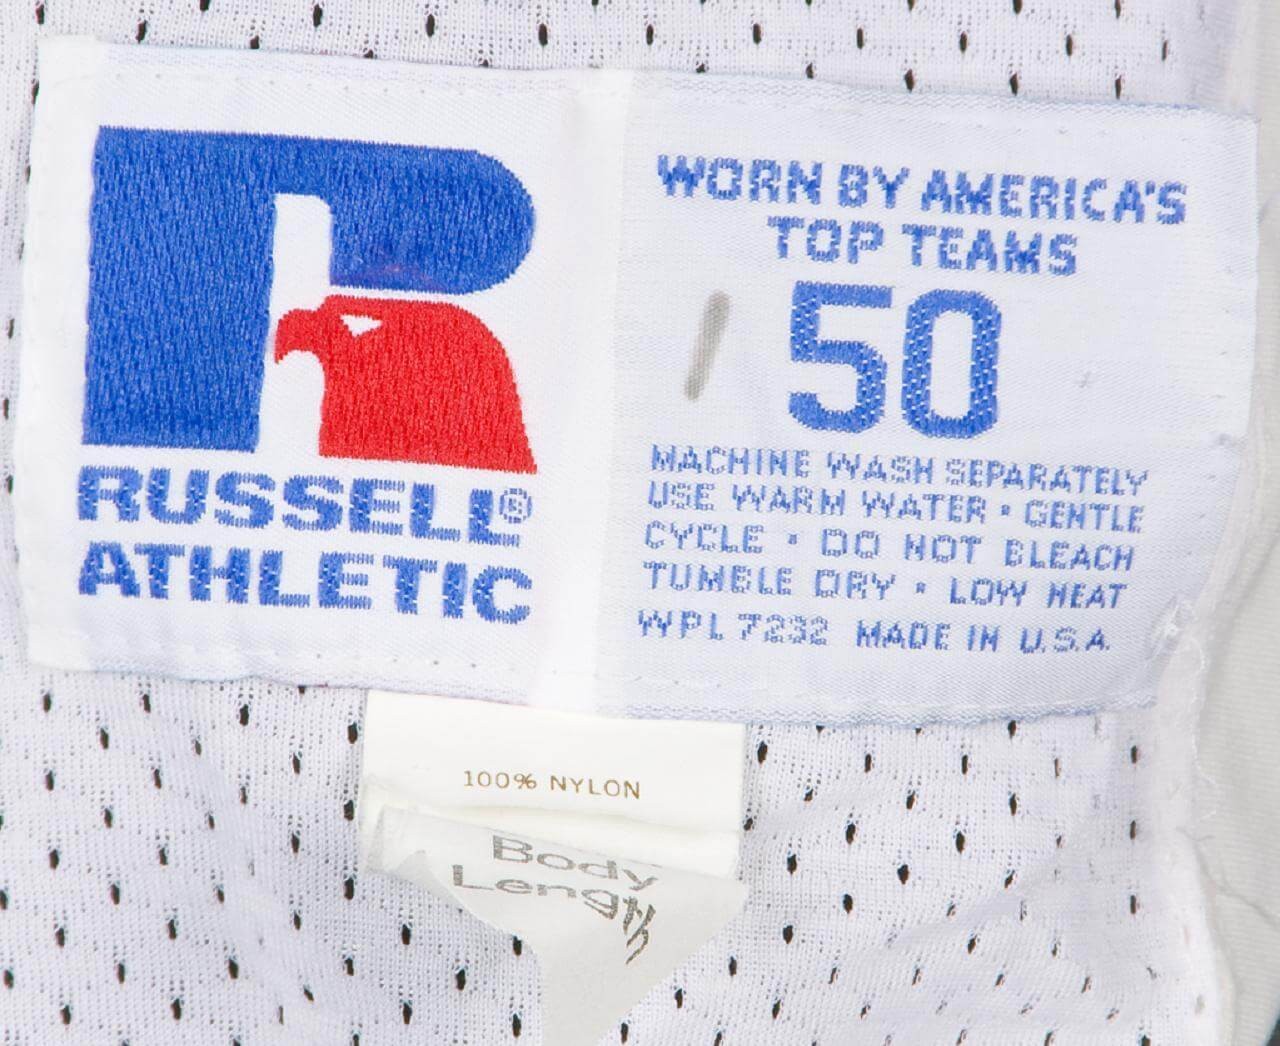 RUSSELL®
ATHLETIC
WORN BY AMERICA'S
TOP TEAMS
50
MACHINE WASH SEPARATELY
USE WARM WATER • GENTLE
CYCLE • DO NOT BLEACH
TUMBLE DRY • LOW HEAT
WPL 7232 MADE IN U.S.A.
100% NYLON
Body
Length